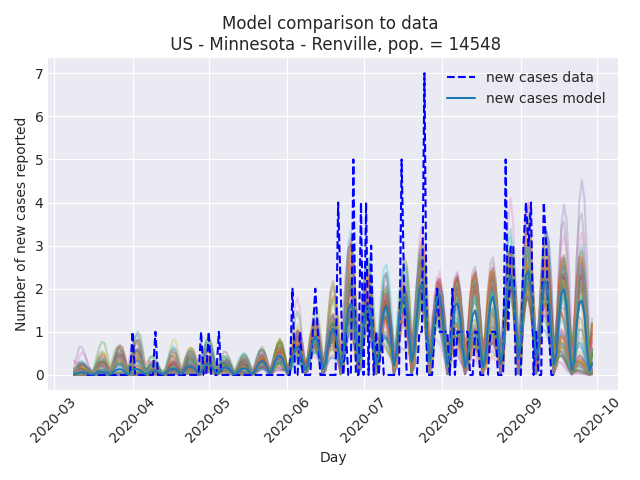 Model comparison to data
US - Minnesota - Renville, pop. = 14548
new cases data
new cases model
Number of new cases reported
7
6
5
4
3
2
1
0
2020-03
2020-04
2020-05
2020-06
2020-07
2020-08
2020-09
2020-10
Day